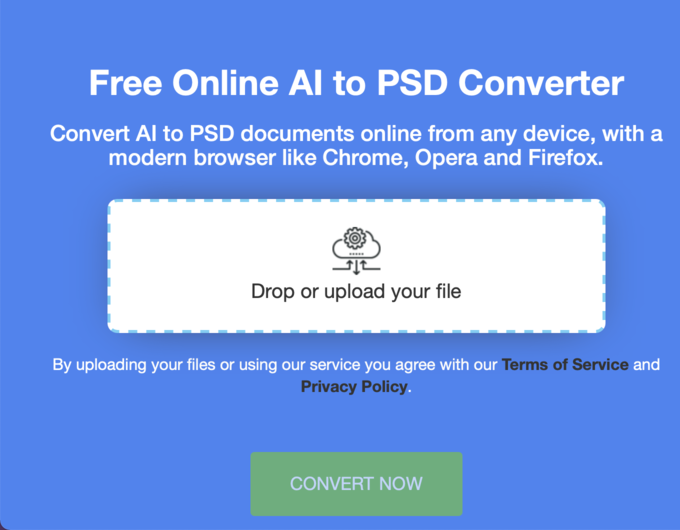 Free Online AI to PSD Converter
Convert AI to PSD documents online from any device, with a
modern browser like Chrome, Opera and Firefox.
Drop or upload your file
By uploading your files or using our service you agree with our Terms of Service and
Privacy Policy.
CONVERT NOW